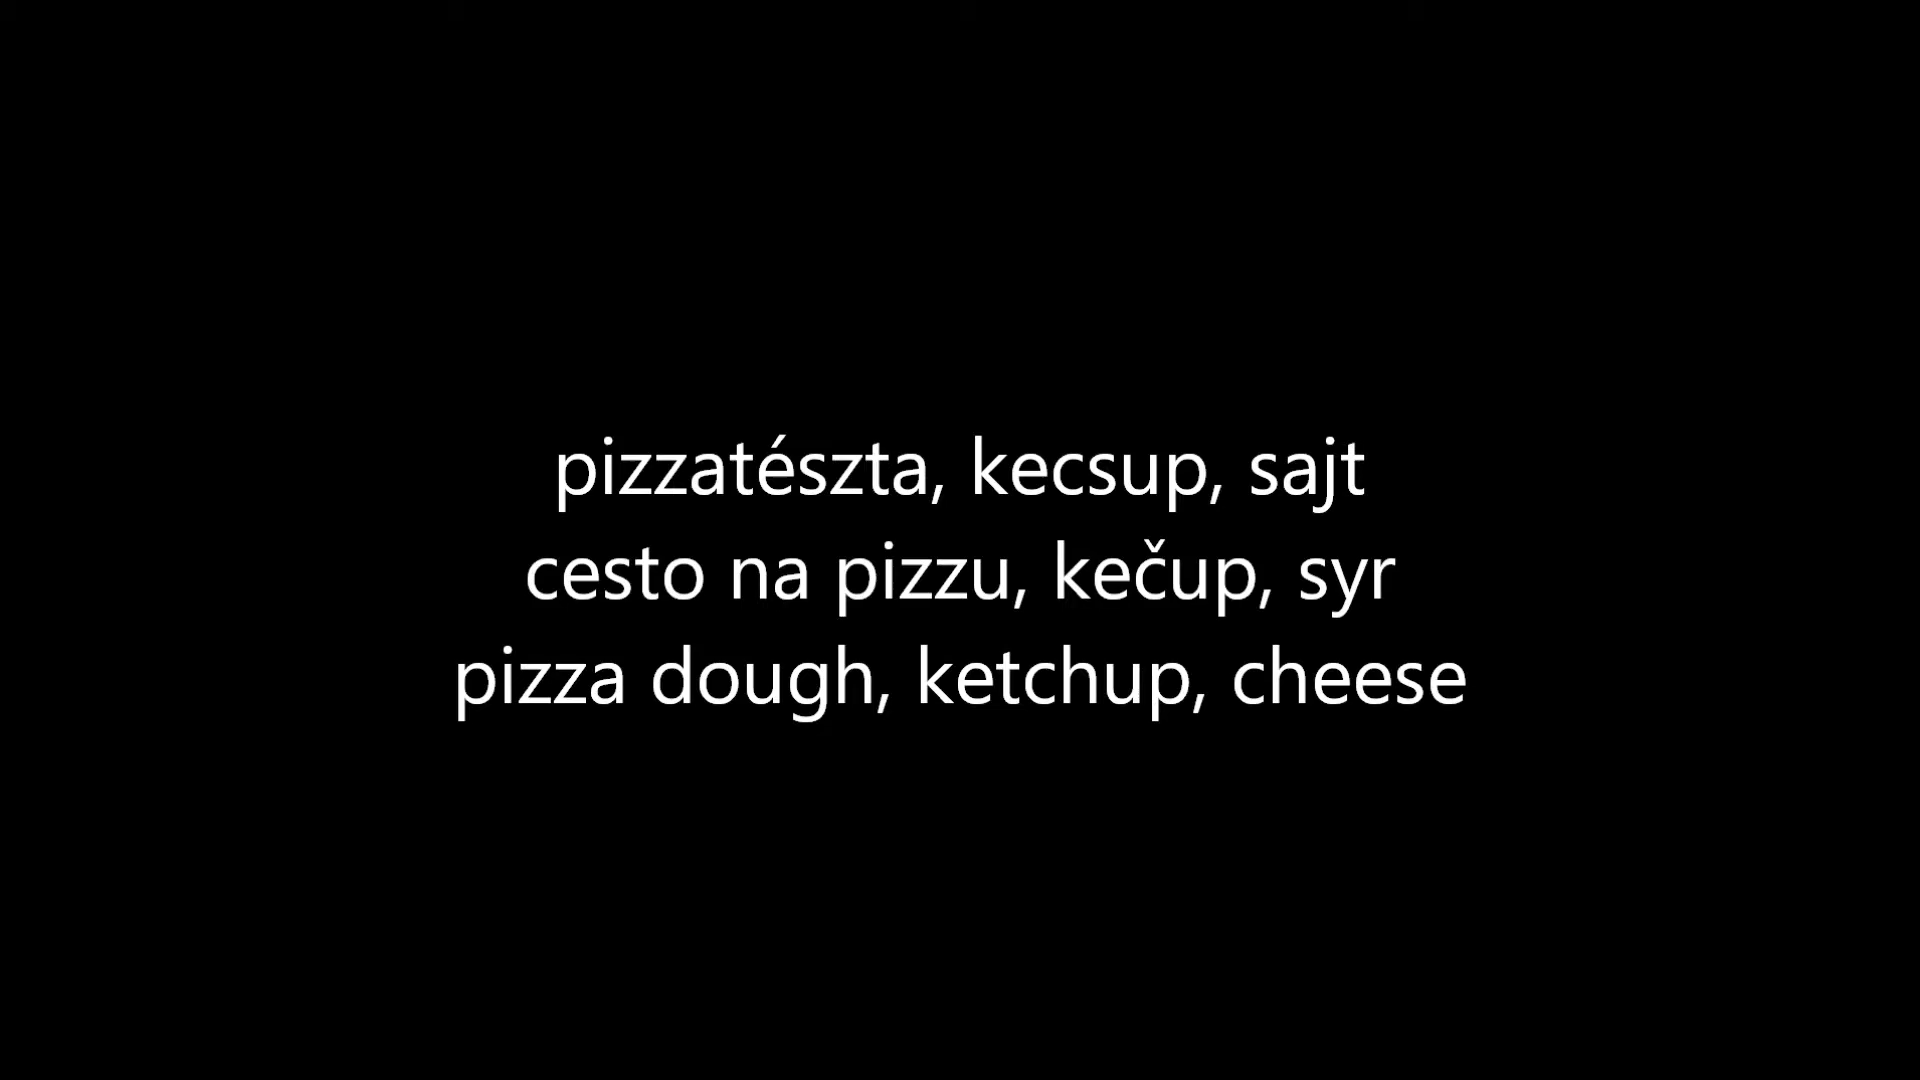 pizzatészta, kecsup, sajt
cesto na pizzu, kečup, syr
pizza dough, ketchup, cheese